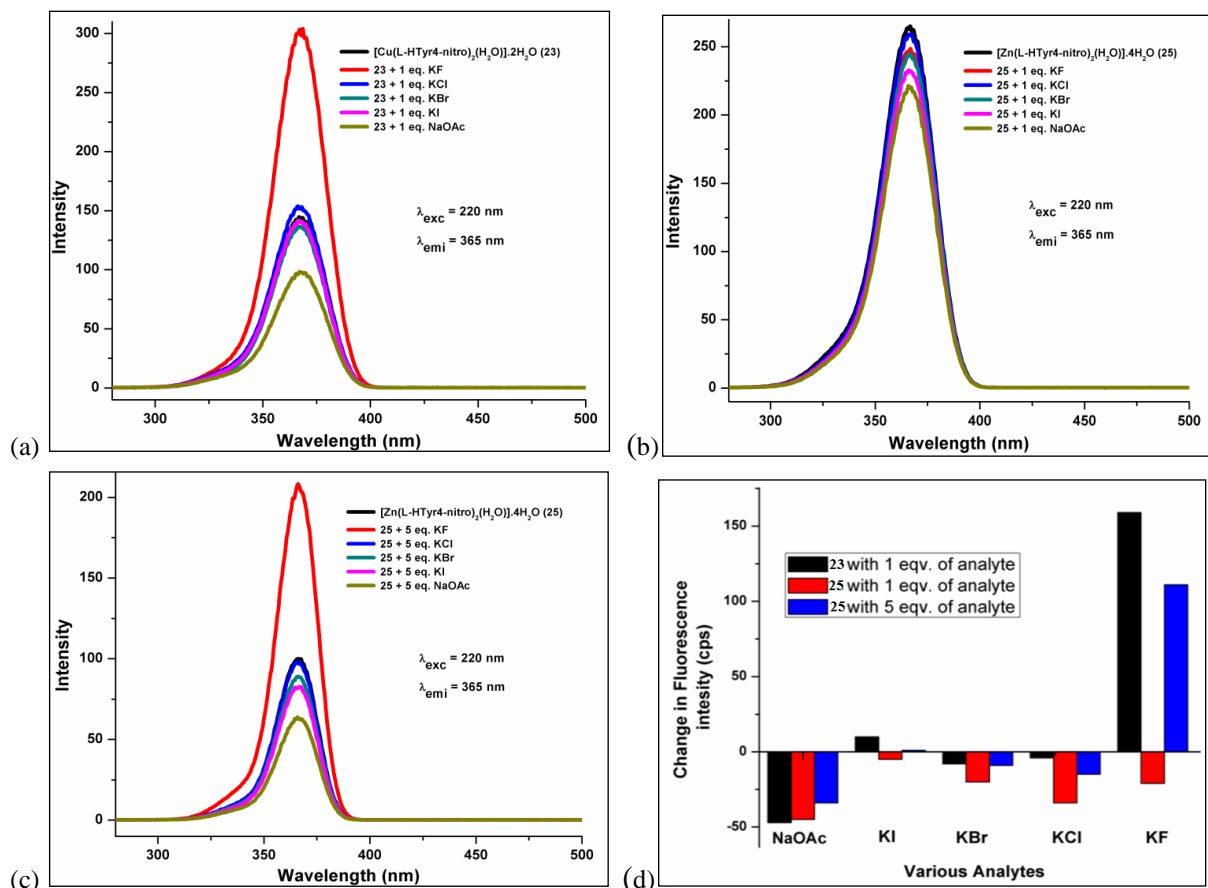 300
250
200
150
100
50
0
Intensity
[Cu(L-HTyr4-nitro)₂(H₂O)].2H₂O (23)
23 + 1 eq. KF
23 + 1 eq. KCl
23 + 1 eq. KBr
23 + 1 eq. KI
23 + 1 eq. NaOAc
λexc = 220 nm
λemi = 365 nm
300 350 400 450 500
Wavelength (nm)
(a)
250
200
150
100
50
0
Intensity
[Zn(L-HTyr4-nitro)₂(H₂O)].4H₂O (25)
25 + 1 eq. KF
25 + 1 eq. KCl
25 + 1 eq. KBr
25 + 1 eq. KI
25 + 1 eq. NaOAc
λexc = 220 nm
λemi = 365 nm
300 350 400 450 500
Wavelength (nm)
(b)
200
150
100
50
0
Intensity
[Zn(L-HTyr4-nitro)₂(H₂O)].4H₂O (25)
25 + 5 eq. KF
25 + 5 eq. KCl
25 + 5 eq. KBr
25 + 5 eq. KI
25 + 5 eq. NaOAc
λexc = 220 nm
λemi = 365 nm
300 350 400 450 500
Wavelength (nm)
(c)
150
100
50
0
-50
Change in Fluorescence
intesity (cps)
23 with 1 eqv. of analyte
25 with 1 eqv. of analyte
25 with 5 eqv. of analyte
NaOAc KI KBr KCl KF
Various Analytes
(d)